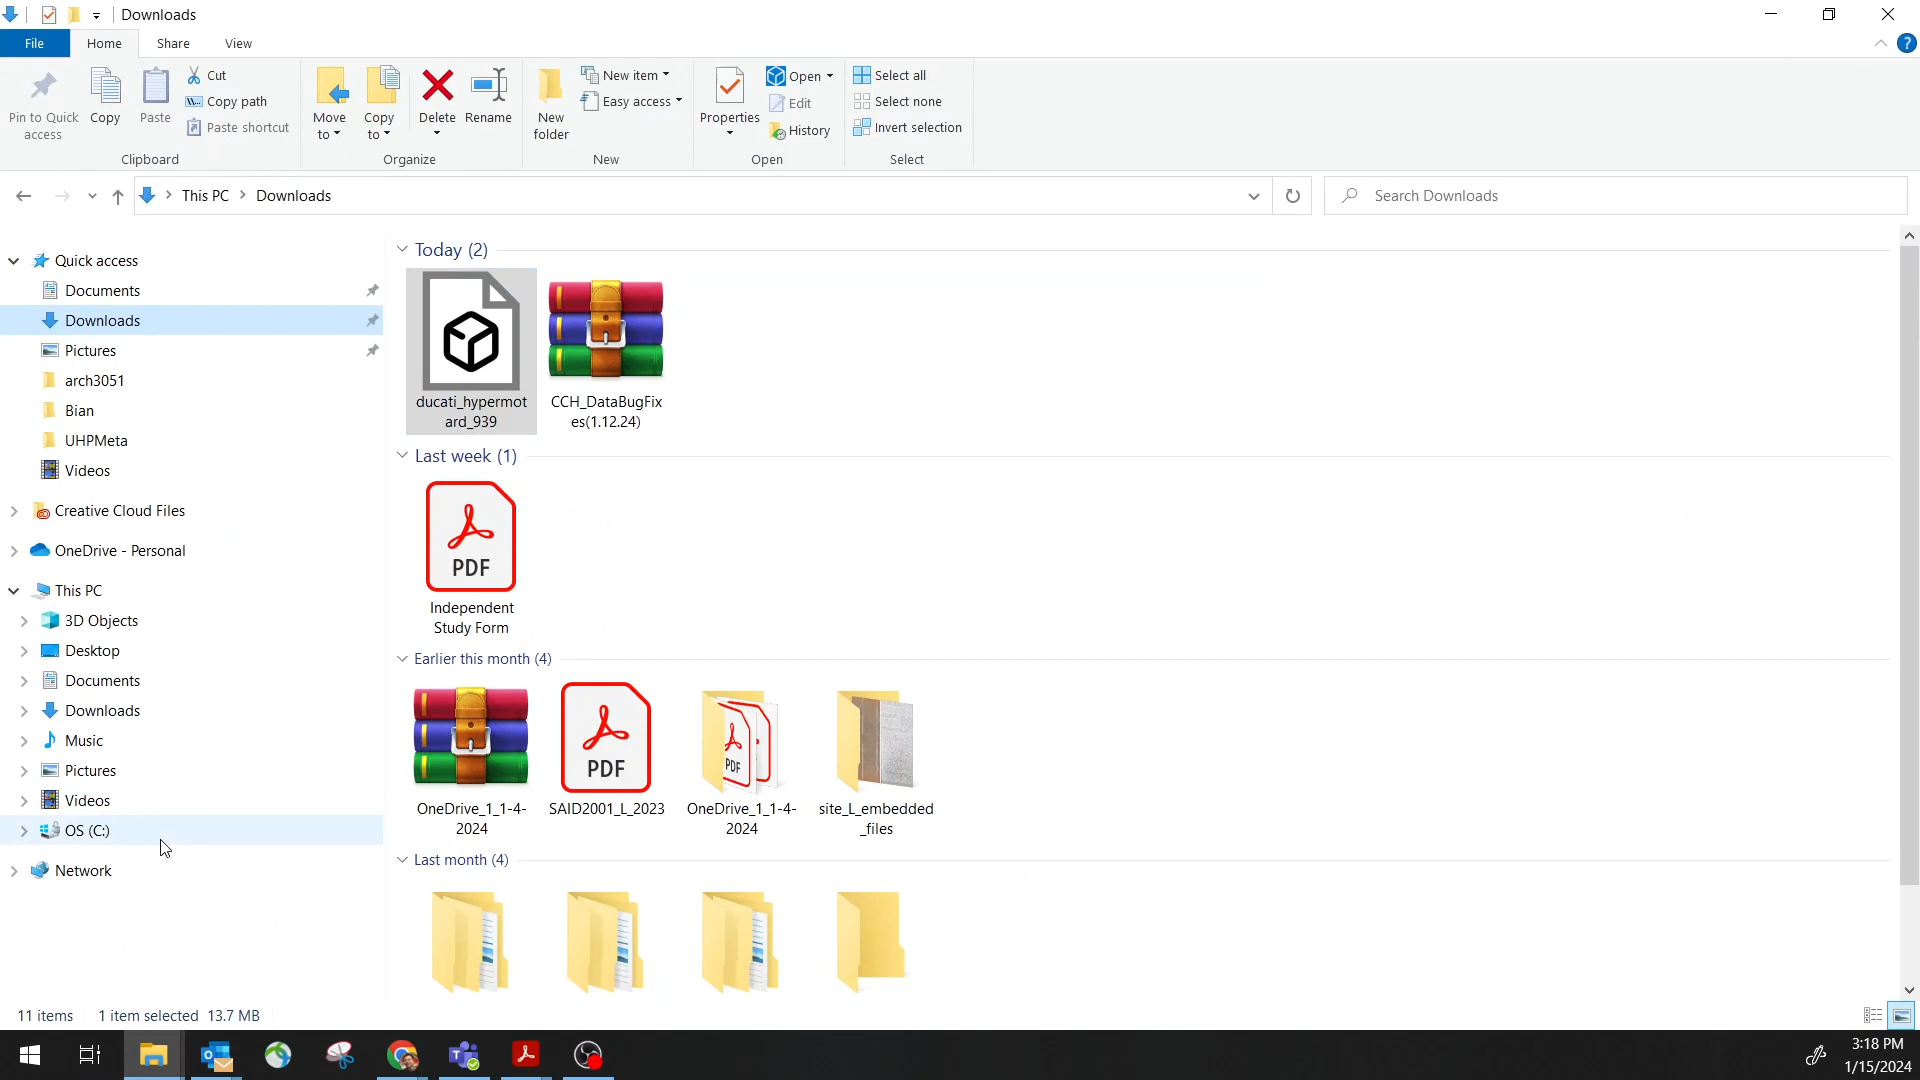 Downloads
File
Home
Share
View
Pin to Quick
access
Copy
Paste
Cut
Copy path
Paste shortcut
Clipboard
Move
to
Copy
to
Delete
Rename
Organize
New
folder
New item
Easy access
New
Properties
Open
Edit
History
Open
Select all
Select none
Invert selection
Select
This PC
Downloads
Search Downloads
Quick access
Documents
Downloads
Pictures
arch3051
Bian
UHPMeta
Videos
Creative Cloud Files
OneDrive - Personal
This PC
3D Objects
Desktop
Documents
Downloads
Music
Pictures
Videos
OS (C:)
Network
Today (2)
ducati_hypermot
ard_939
CCH_DataBugFix
es(1.12.24)
Last week (1)
PDF
Independent
Study Form
Earlier this month (4)
PDF
PDF
OneDrive_1_1-4-
2024
SAID2001_L_2023
OneDrive_1_1-4-
2024
site_L_embedded
_files
Last month (4)
11 items
1 item selected 13.7 MB
3:18 PM
1/15/2024